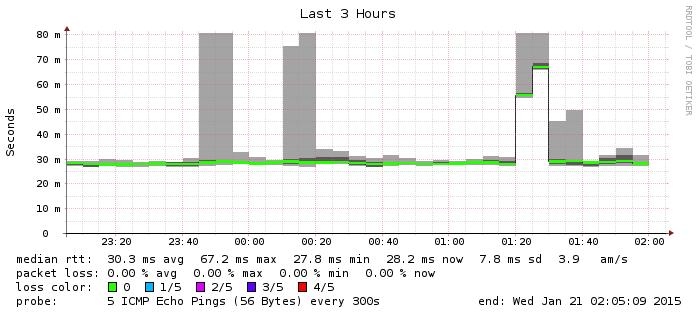 Last 3 Hours
RRDTOOL / TOBI OETIKER
Seconds
80 m
70 m
60 m
50 m
40 m
30 m
20 m
10 m
0
23:20 23:40 00:00 00:20 00:40 01:00 01:20 01:40 02:00
median rtt: 30.3 ms avg 67.2 ms max 27.8 ms min 28.2 ms now 7.8 ms sd 3.9 am/s
packet loss: 0.00 % avg 0.00 % max 0.00 % min 0.00 % now
loss color: 0 1/5 2/5 3/5 4/5
probe: 5 ICMP Echo Pings (56 Bytes) every 300s end: Wed Jan 21 02:05:09 2015